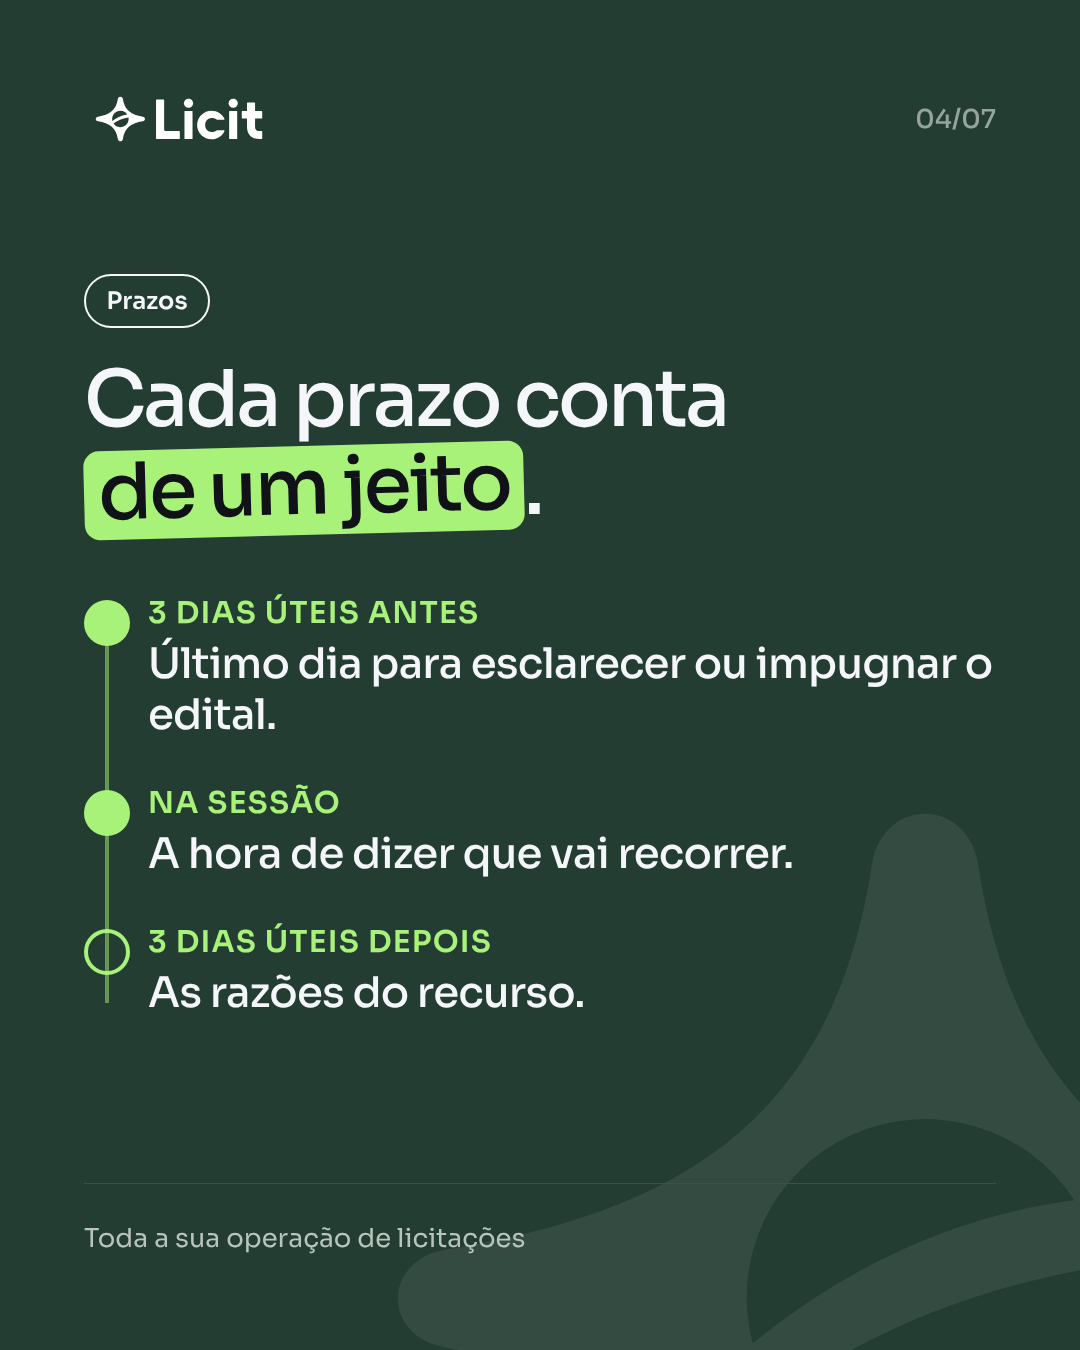 Licit
04/07
Prazos
Cada prazo conta
de um jeito.
3 DIAS ÚTEIS ANTES
Último dia para esclarecer ou impugnar o
edital.
NA SESSÃO
A hora de dizer que vai recorrer.
3 DIAS ÚTEIS DEPOIS
As razões do recurso.
Toda a sua operação de licitações